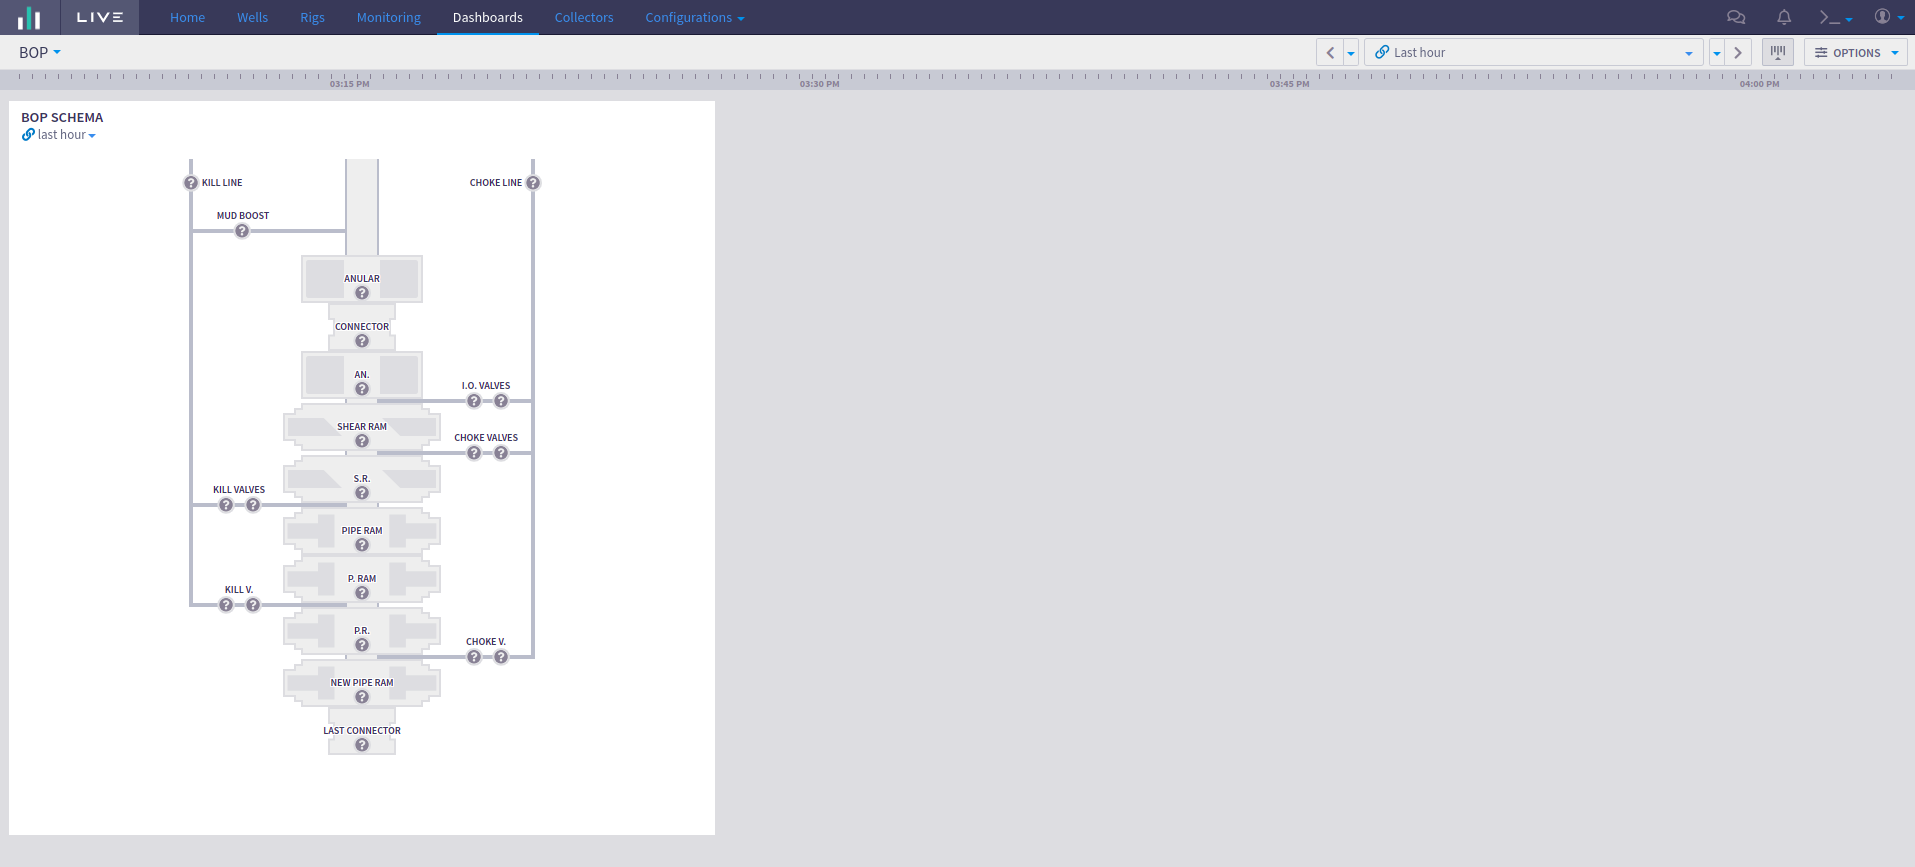 LIVE Home Wells Rigs Monitoring Dashboards Collectors Configurations
BOP Last hour OPTIONS
03:15 PM 03:30 PM 03:45 PM 04:00 PM
BOP SCHEMA
last hour
? KILL LINE CHOKE LINE ?
MUD BOOST
?
ANULAR
?
CONNECTOR
?
AN.
?
I.O. VALVES
? ?
SHEAR RAM
?
CHOKE VALVES
? ?
S.R.
?
KILL VALVES
? ?
PIPE RAM
?
P. RAM
?
KILL V.
? ?
P.R.
?
CHOKE V.
? ?
NEW PIPE RAM
?
LAST CONNECTOR
?